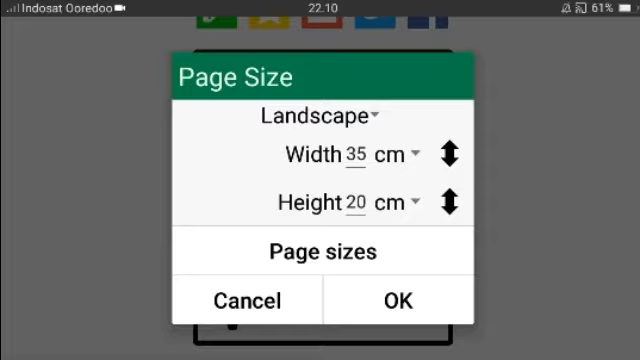 Indosat Ooredoo 22.10 61%
Page Size
Landscape
Width 35 cm
Height 20 cm
Page sizes
Cancel OK